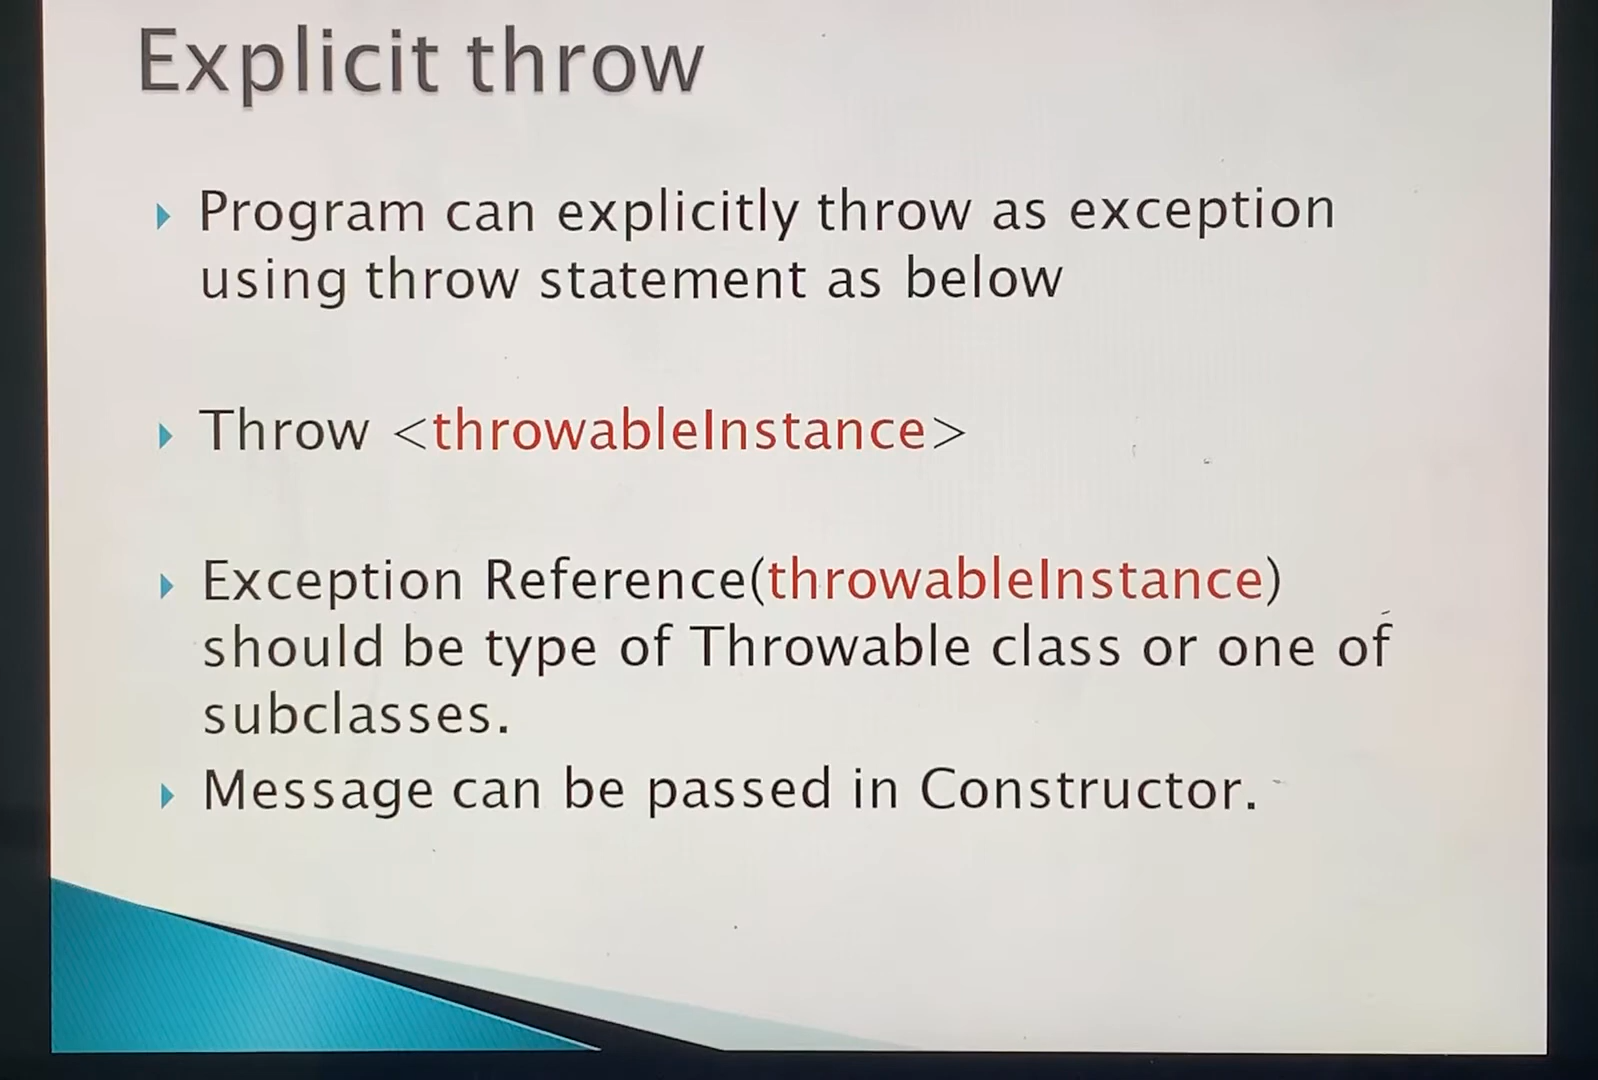 Explicit throw
Program can explicitly throw as exception
using throw statement as below
Throw <throwableInstance>
Exception Reference(throwableInstance)
should be type of Throwable class or one of
subclasses.
Message can be passed in Constructor.